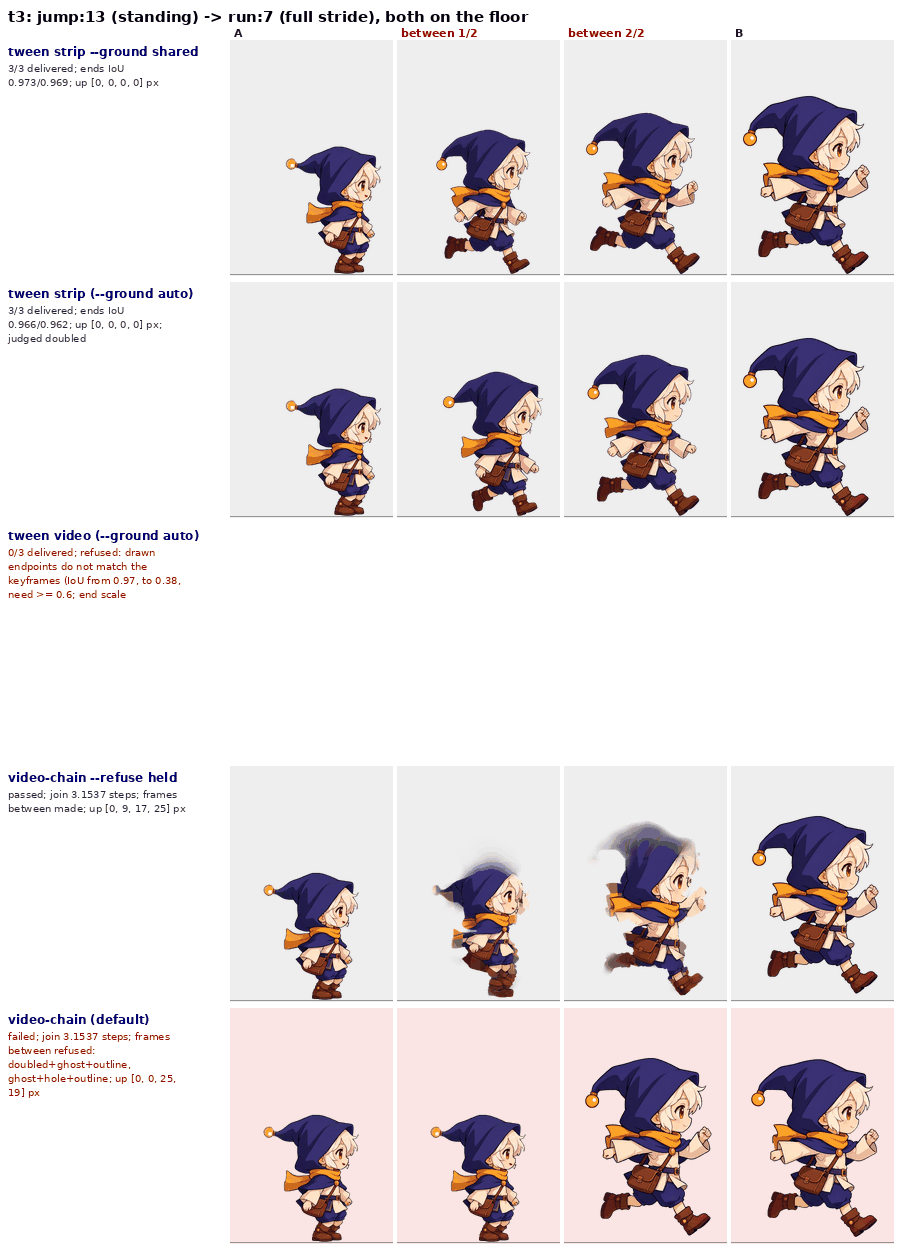 t3: jump:13 (standing) -> run:7 (full stride), both on the floor
A between 1/2 between 2/2 B
tween strip --ground shared
3/3 delivered; ends IoU
0.973/0.969; up [0, 0, 0, 0] px
tween strip (--ground auto)
3/3 delivered; ends IoU
0.966/0.962; up [0, 0, 0, 0] px;
judged doubled
tween video (--ground auto)
0/3 delivered; refused: drawn
endpoints do not match the
keyframes (IoU from 0.97, to 0.38,
need >= 0.6; end scale
video-chain --refuse held
passed; join 3.1537 steps; frames
between made; up [0, 9, 17, 25] px
video-chain (default)
failed; join 3.1537 steps; frames
between refused:
doubled+ghost+outline,
ghost+hole+outline; up [0, 0, 25,
19] px